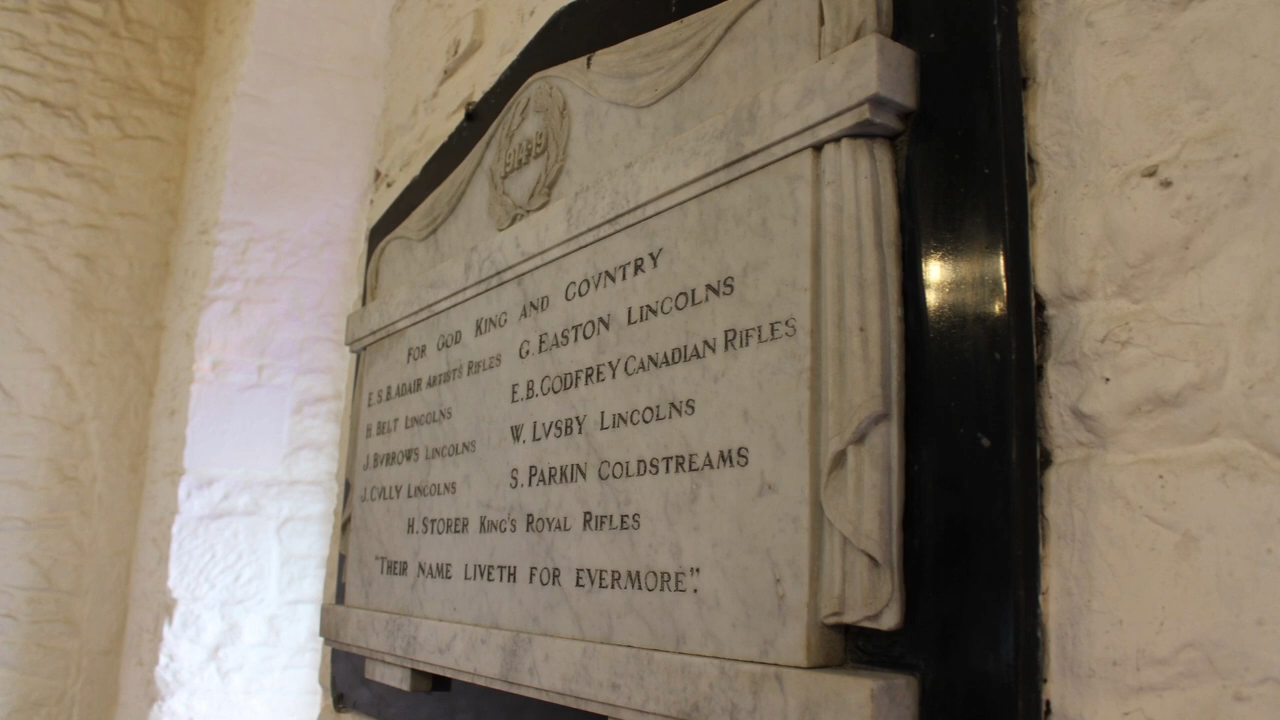 1914-19
FOR GOD KING AND COVNTRY
E.S.B.ADAIR ARTIST'S RIFLES
H.BELT LINCOLNS
J.BVRROWS LINCOLNS
J.CVLLY LINCOLNS
G.EASTON LINCOLNS
E.B.GODFREY CANADIAN RIFLES
W.LVSBY LINCOLNS
S.PARKIN COLDSTREAMS
H.STORER KING'S ROYAL RIFLES
"THEIR NAME LIVETH FOR EVERMORE".